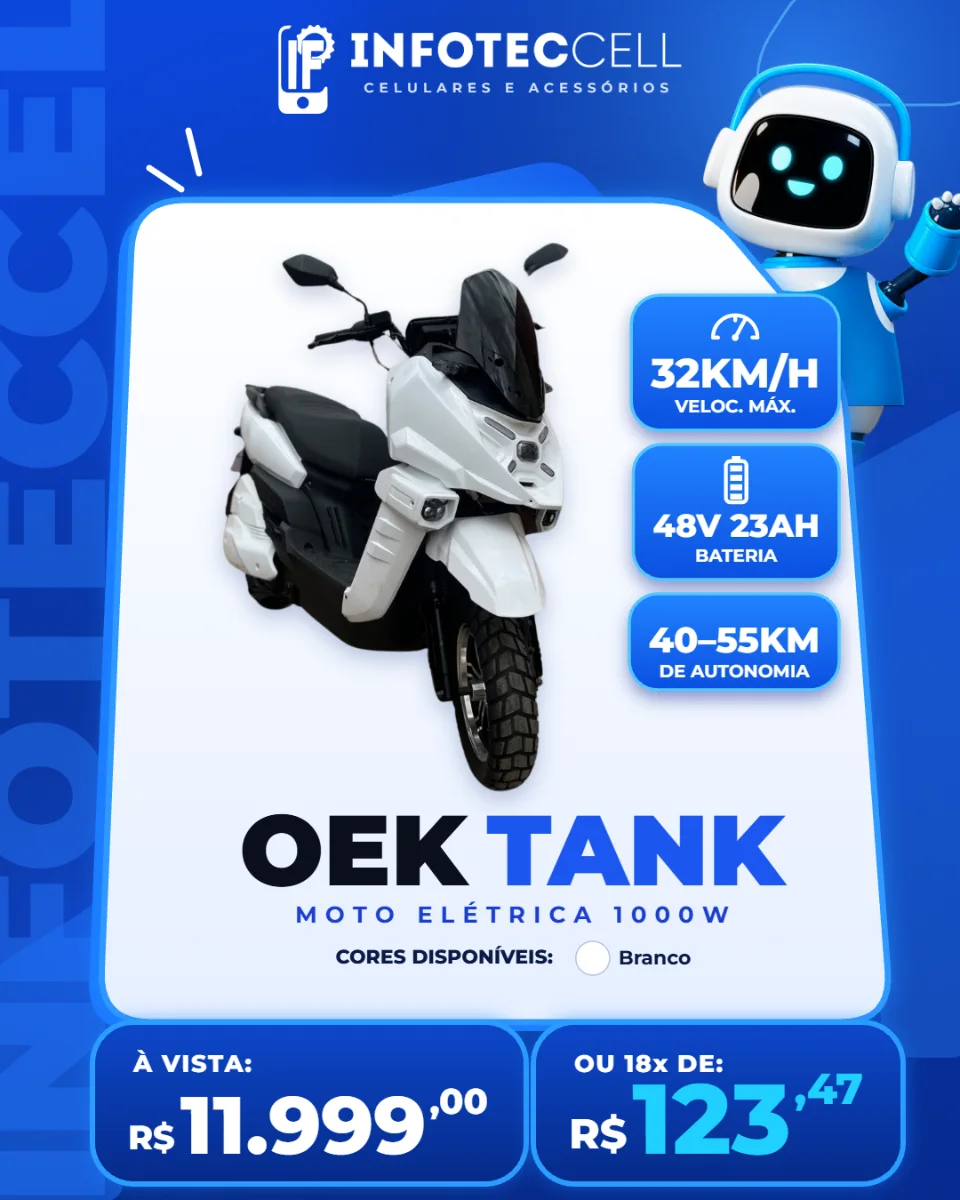 INFOTECCELL
CELULARES E ACESSÓRIOS
INFOTECCEL
32KM/H
VELOC. MÁX.
48V 23AH
BATERIA
40–55KM
DE AUTONOMIA
OEK TANK
MOTO ELÉTRICA 1000W
CORES DISPONÍVEIS: Branco
À VISTA:
R$ 11.999,00
OU 18x DE:
R$ 123,47